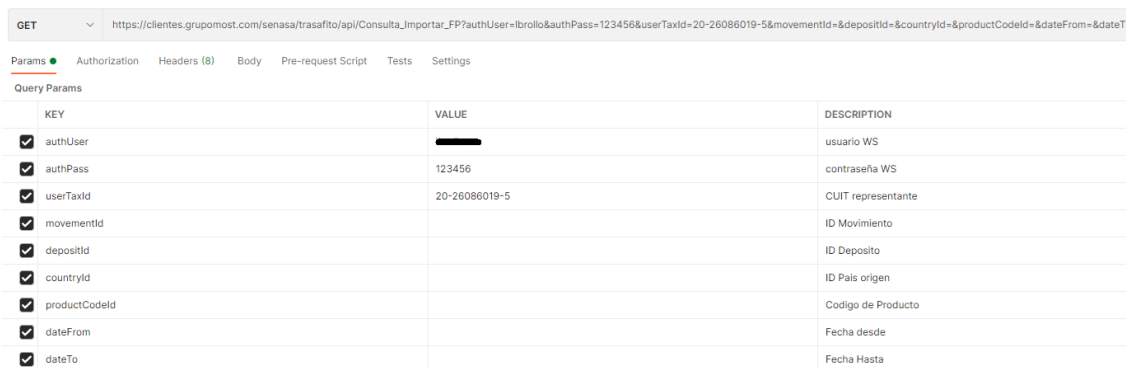 GET https://clientes.grupomost.com/senasa/trasafito/api/Consulta_Importar_FP?authUser=lbrollo&authPass=123456&userTaxId=20-26086019-5&movementId=&depositId=&countryId=&productCodeId=&dateFrom=&dateT
Params Authorization Headers (8) Body Pre-request Script Tests Settings
Query Params
KEY VALUE DESCRIPTION
authUser usuario WS
authPass 123456 contraseña WS
userTaxId 20-26086019-5 CUIT representante
movementId ID Movimiento
depositId ID Deposito
countryId ID Pais origen
productCodeId Codigo de Producto
dateFrom Fecha desde
dateTo Fecha Hasta